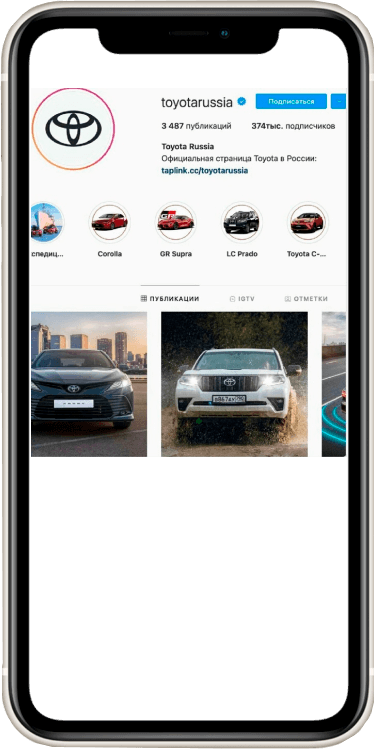 toyotarussia
Подписаться
3 487 публикаций 374тыс. подписчиков
Toyota Russia
Официальная страница Toyota в России:
taplink.cc/toyotarussia
спедиц... Corolla GR Supra LC Prado Toyota C-...
ПУБЛИКАЦИИ IGTV ОТМЕТКИ